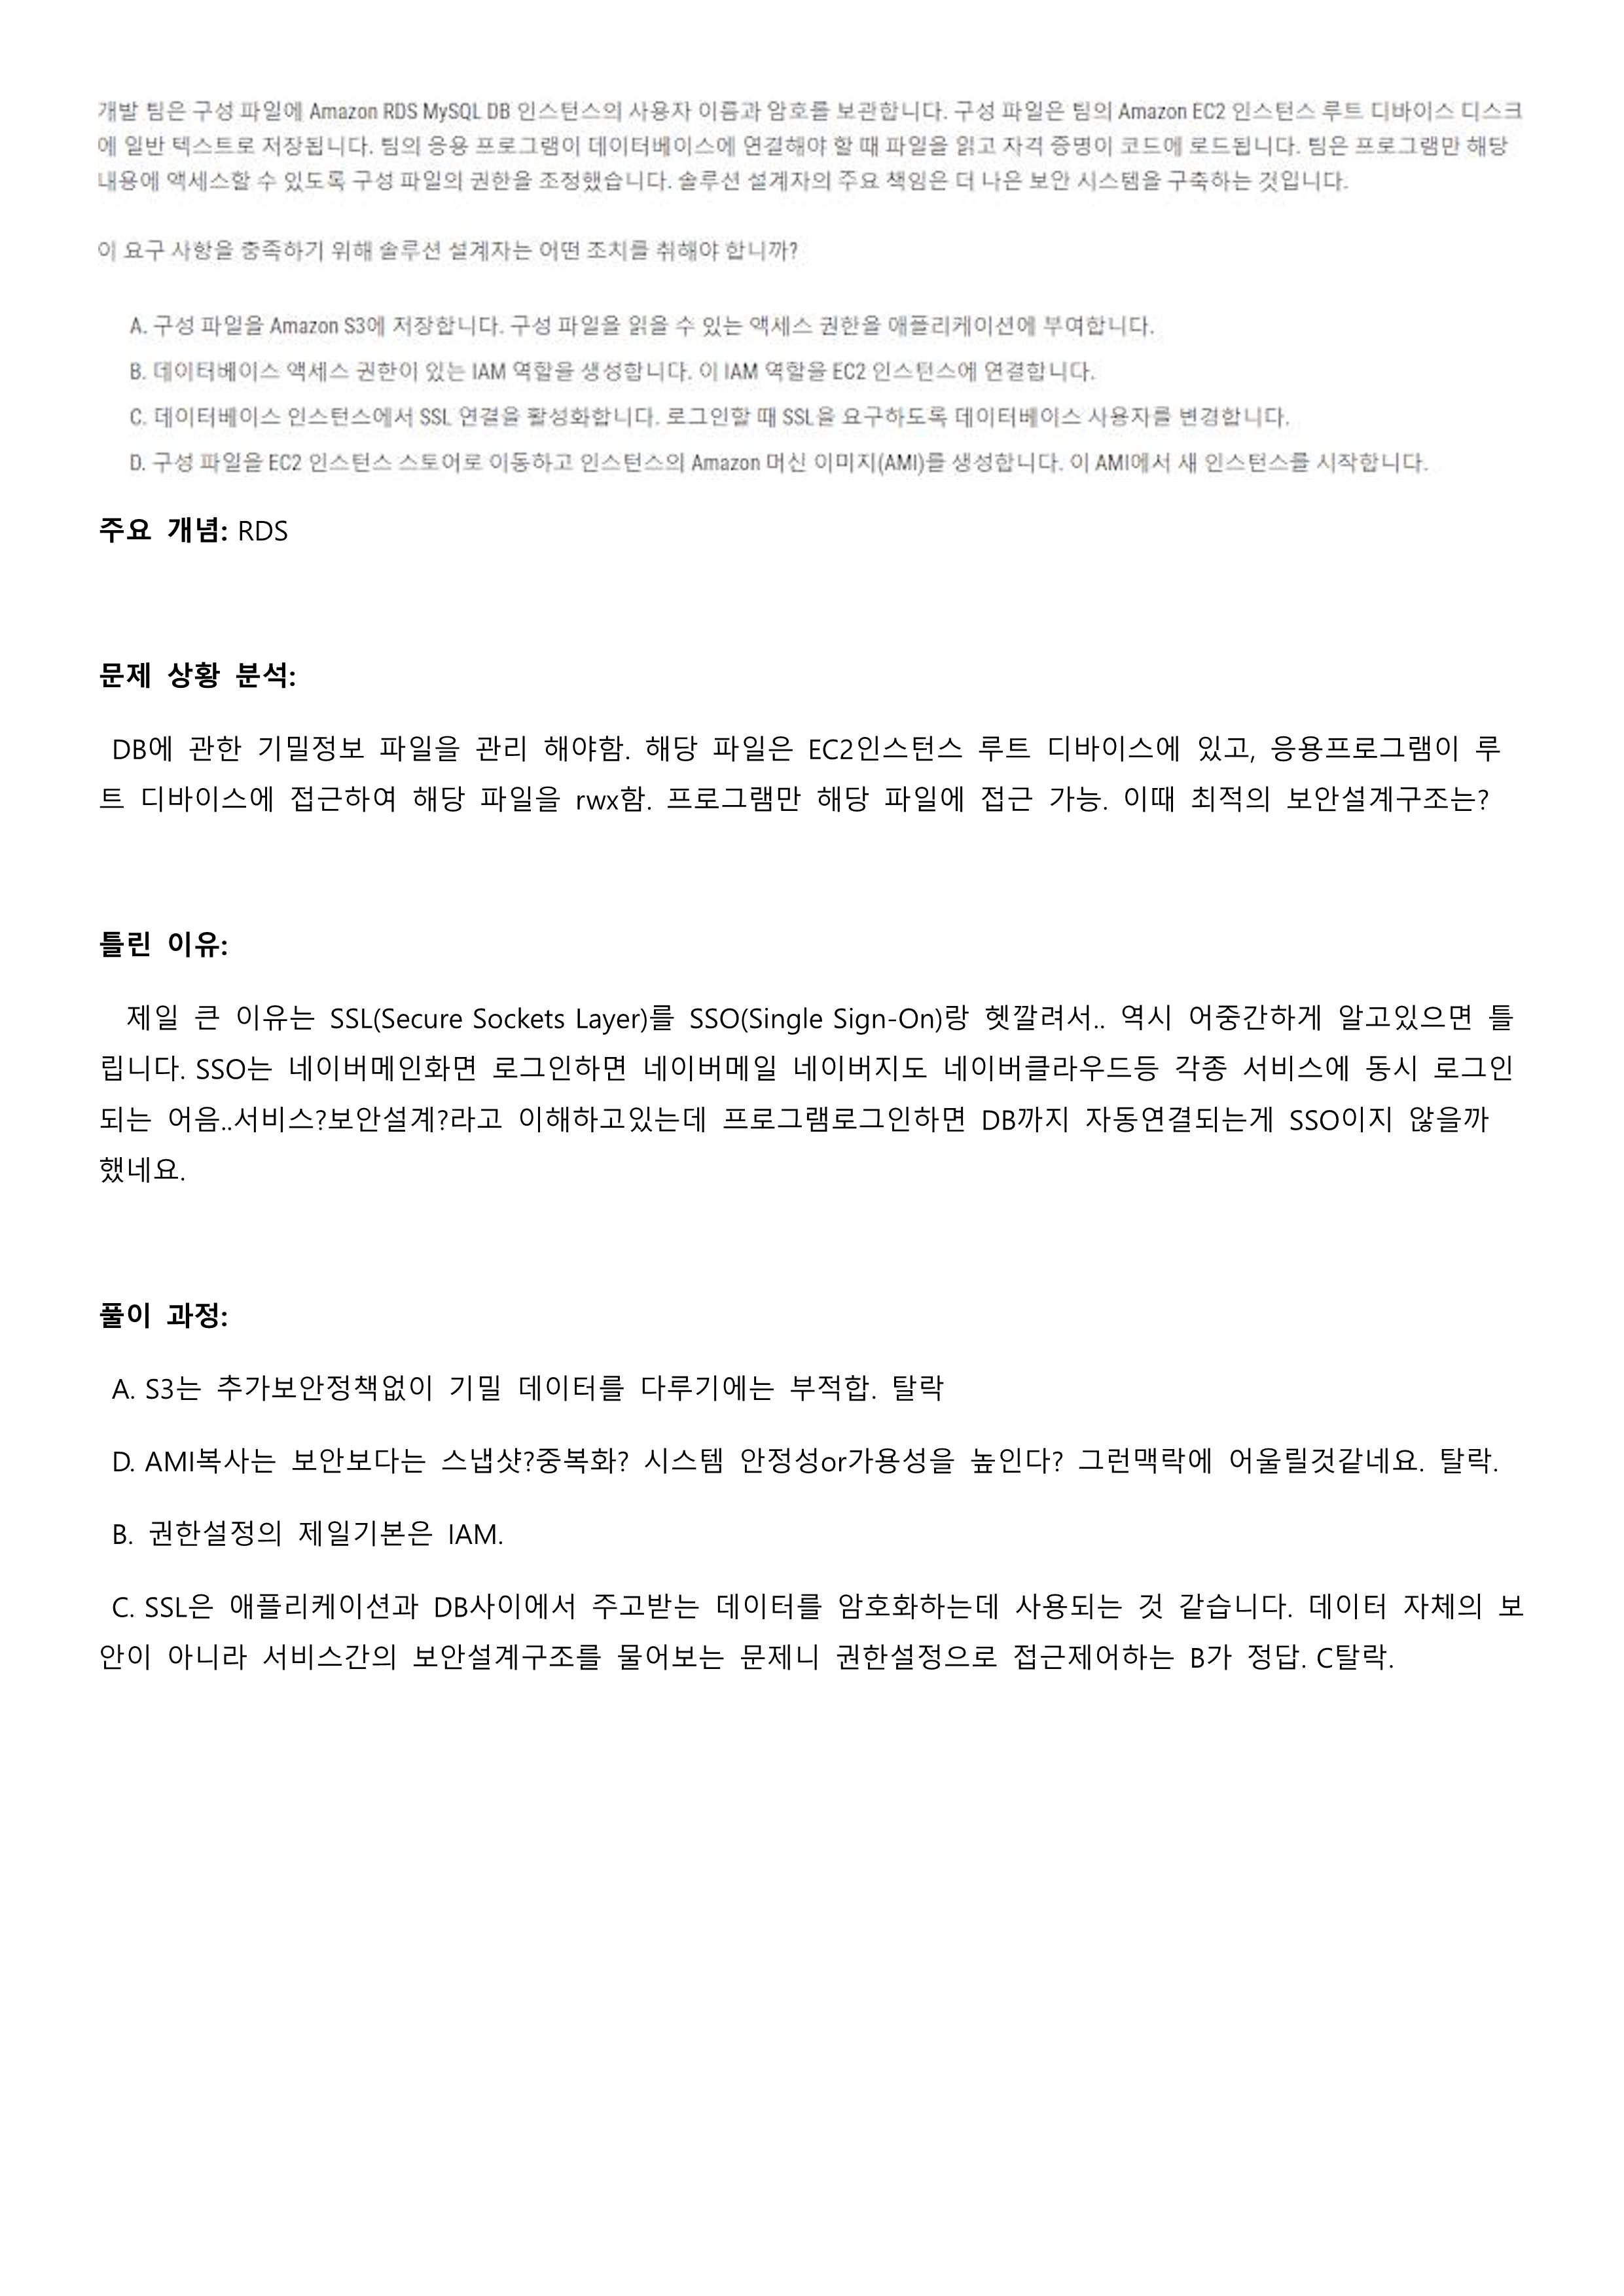 개발 팀은 구성 파일에 Amazon RDS MySQL DB 인스턴스의 사용자 이름과 암호를 보관합니다. 구성 파일은 팀의 Amazon EC2 인스턴스 루트 디바이스 디스크
에 일반 텍스트로 저장됩니다. 팀의 응용 프로그램이 데이터베이스에 연결해야 할 때 파일을 읽고 자격 증명이 코드에 로드됩니다. 팀은 프로그램만 해당
내용에 액세스할 수 있도록 구성 파일의 권한을 조정했습니다. 솔루션 설계자의 주요 책임은 더 나은 보안 시스템을 구축하는 것입니다.
이 요구 사항을 충족하기 위해 솔루션 설계자는 어떤 조치를 취해야 합니까?
A. 구성 파일을 Amazon S3에 저장합니다. 구성 파일을 읽을 수 있는 액세스 권한을 애플리케이션에 부여합니다.
B. 데이터베이스 액세스 권한이 있는 IAM 역할을 생성합니다. 이 IAM 역할을 EC2 인스턴스에 연결합니다.
C. 데이터베이스 인스턴스에서 SSL 연결을 활성화합니다. 로그인할 때 SSL을 요구하도록 데이터베이스 사용자를 변경합니다.
D. 구성 파일을 EC2 인스턴스 스토어로 이동하고 인스턴스의 Amazon 머신 이미지(AMI)를 생성합니다. 이 AMI에서 새 인스턴스를 시작합니다.
주요 개념: RDS
문제 상황 분석:
DB에 관한 기밀정보 파일을 관리 해야함. 해당 파일은 EC2인스턴스 루트 디바이스에 있고, 응용프로그램이 루
트 디바이스에 접근하여 해당 파일을 rwx함. 프로그램만 해당 파일에 접근 가능. 이때 최적의 보안설계구조는?
틀린 이유:
제일 큰 이유는 SSL(Secure Sockets Layer)를 SSO(Single Sign-On)랑 헷깔려서.. 역시 어중간하게 알고있으면 틀
립니다. SSO는 네이버메인화면 로그인하면 네이버메일 네이버지도 네이버클라우드등 각종 서비스에 동시 로그인
되는 어음..서비스?보안설계?라고 이해하고있는데 프로그램로그인하면 DB까지 자동연결되는게 SSO이지 않을까
했네요.
풀이 과정:
A. S3는 추가보안정책없이 기밀 데이터를 다루기에는 부적합. 탈락
D. AMI복사는 보안보다는 스냅샷?중복화? 시스템 안정성or가용성을 높인다? 그런맥락에 어울릴것같네요. 탈락.
B. 권한설정의 제일기본은 IAM.
C. SSL은 애플리케이션과 DB사이에서 주고받는 데이터를 암호화하는데 사용되는 것 같습니다. 데이터 자체의 보
안이 아니라 서비스간의 보안설계구조를 물어보는 문제니 권한설정으로 접근제어하는 B가 정답. C탈락.